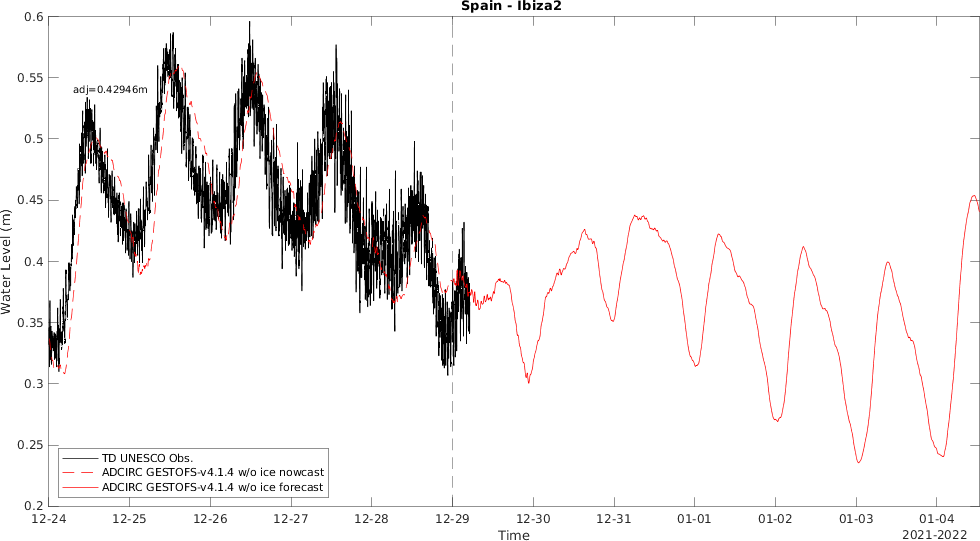 Spain - Ibiza2
0.6
0.55
0.5
0.45
0.4
0.35
0.3
0.25
0.2
Water Level (m)
adj=0.42946m
TD UNESCO Obs.
ADCIRC GESTOFS-v4.1.4 w/o ice nowcast
ADCIRC GESTOFS-v4.1.4 w/o ice forecast
12-24 12-25 12-26 12-27 12-28 12-29 12-30 12-31 01-01 01-02 01-03 01-04
Time
2021-2022